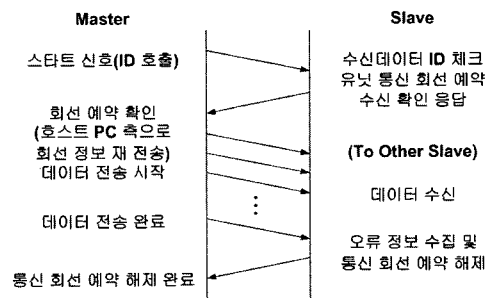 Master
Slave
스타트 신호(ID 호출)
수신데이터 ID 체크
유닛 통신 회선 예약
수신 확인 응답
회선 예약 확인
(호스트 PC 측으로
회선 정보 재 전송)
(To Other Slave)
데이터 전송 시작
데이터 수신
데이터 전송 완료
오류 정보 수집 및
통신 회선 예약 해제
통신 회선 예약 해제 완료